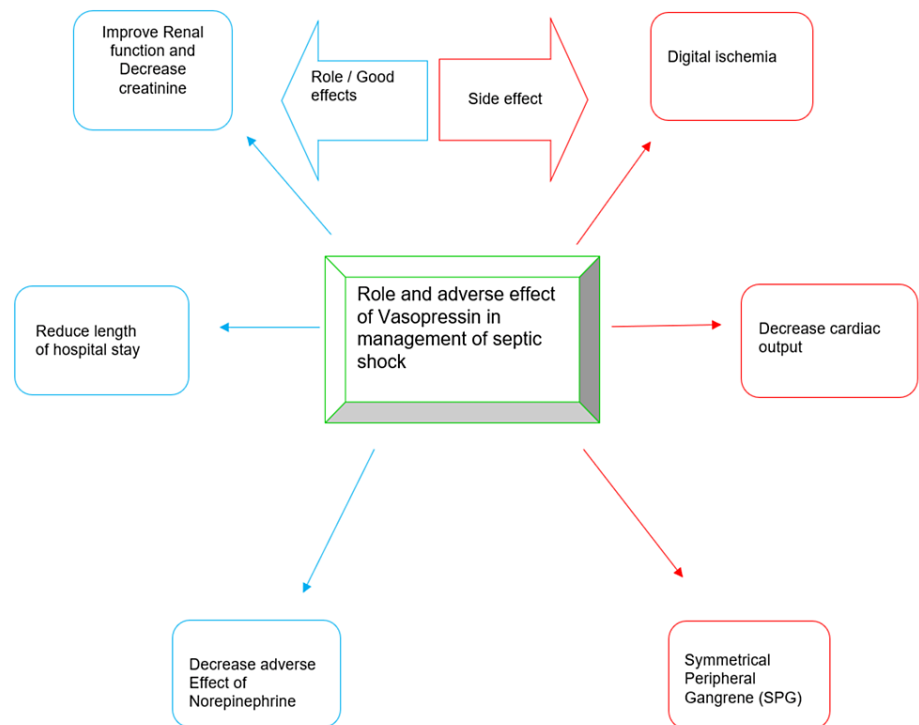 Improve Renal
function and
Decrease
creatinine
Role / Good
effects
Side effect
Digital ischemia
Reduce length
of hospital stay
Role and adverse effect
of Vasopressin in
management of septic
shock
Decrease cardiac
output
Decrease adverse
Effect of
Norepinephrine
Symmetrical
Peripheral
Gangrene (SPG)